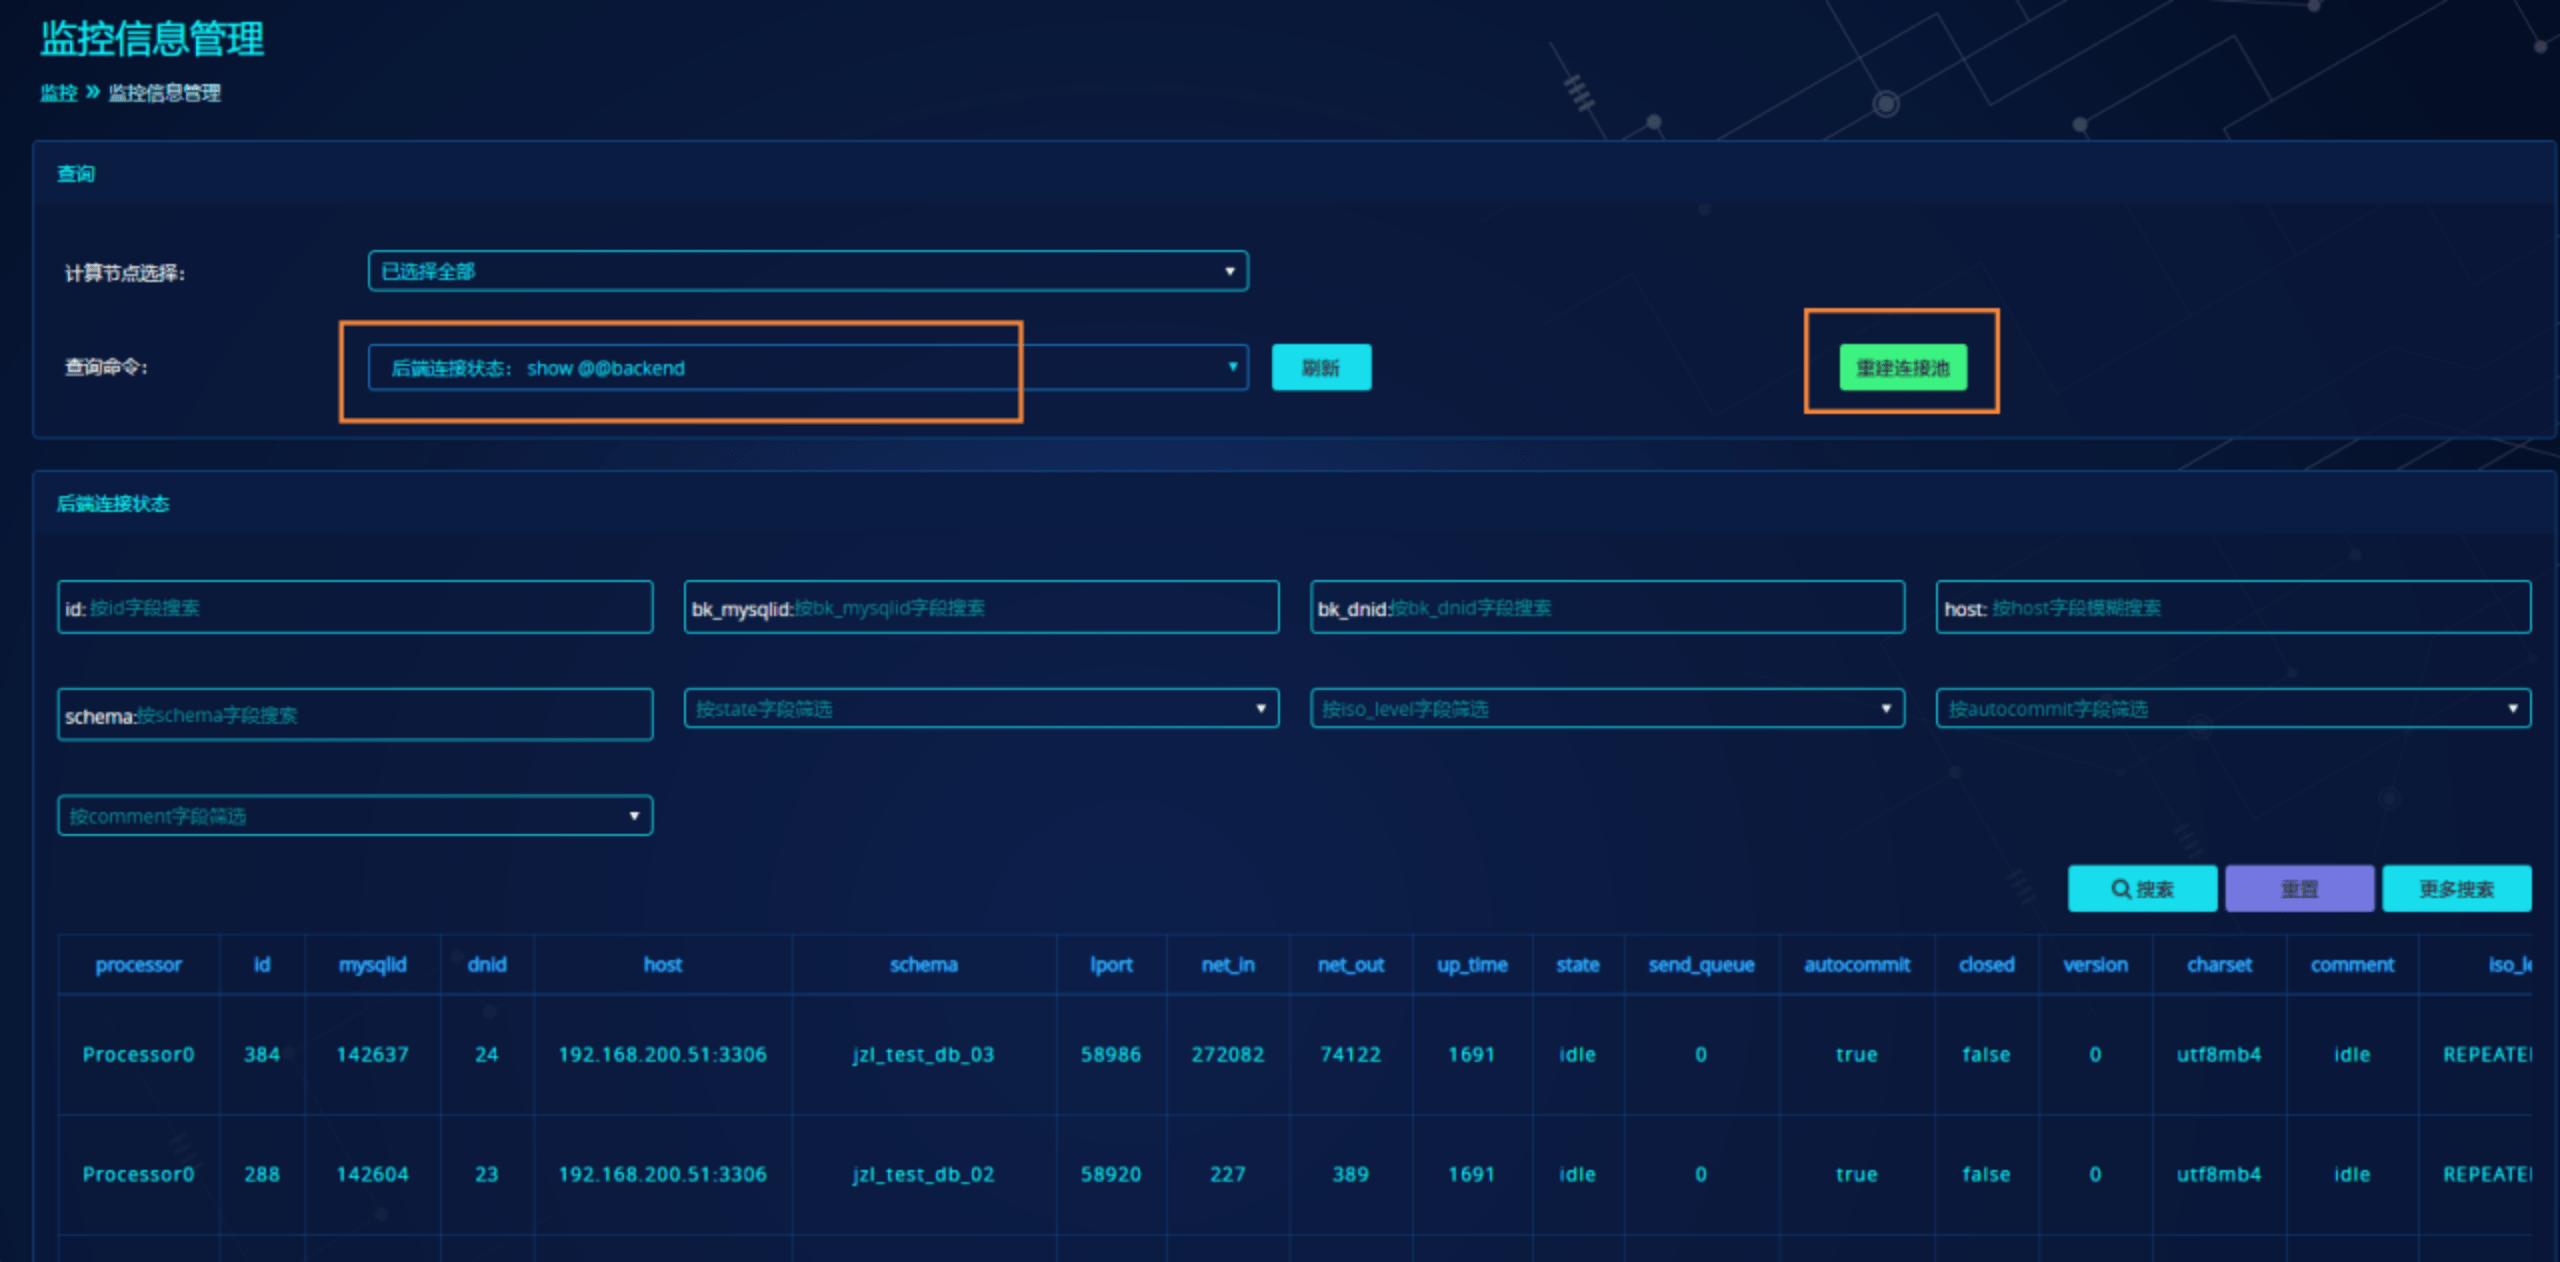 监控信息管理
监控 » 监控信息管理
查询
计算节点选择: 已选择全部
查询命令: 后端连接状态: show @@backend 刷新 重建连接池
后端连接状态
id: 按id字段搜索 bk_mysqlid:按bk_mysqlid字段搜索 bk_dnid:按bk_dnid字段搜索 host: 按host字段模糊搜索
schema:按schema字段搜索 按state字段筛选 按iso_level字段筛选 按autocommit字段筛选
按comment字段筛选
搜索 重置 更多搜索
processor id mysqlid dnid host schema lport net_in net_out up_time state send_queue autocommit closed version charset comment iso_le
Processor0 384 142637 24 192.168.200.51:3306 jzl_test_db_03 58986 272082 74122 1691 idle 0 true false 0 utf8mb4 idle REPEATE
Processor0 288 142604 23 192.168.200.51:3306 jzl_test_db_02 58920 227 389 1691 idle 0 true false 0 utf8mb4 idle REPEATE